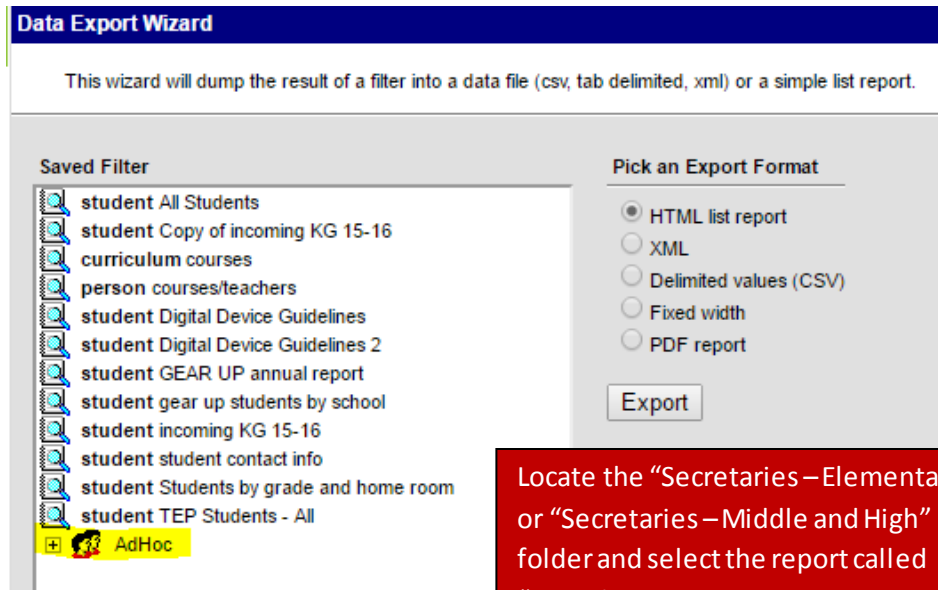 Data Export Wizard
This wizard will dump the result of a filter into a data file (csv, tab delimited, xml) or a simple list report.
Saved Filter
student All Students
student Copy of incoming KG 15-16
curriculum courses
person courses/teachers
student Digital Device Guidelines
student Digital Device Guidelines 2
student GEAR UP annual report
student gear up students by school
student incoming KG 15-16
student student contact info
student Students by grade and home room
student TEP Students - All
AdHoc
Pick an Export Format
HTML list report
XML
Delimited values (CSV)
Fixed width
PDF report
Export
Locate the “Secretaries – Elementa
or “Secretaries – Middle and High”
folder and select the report called